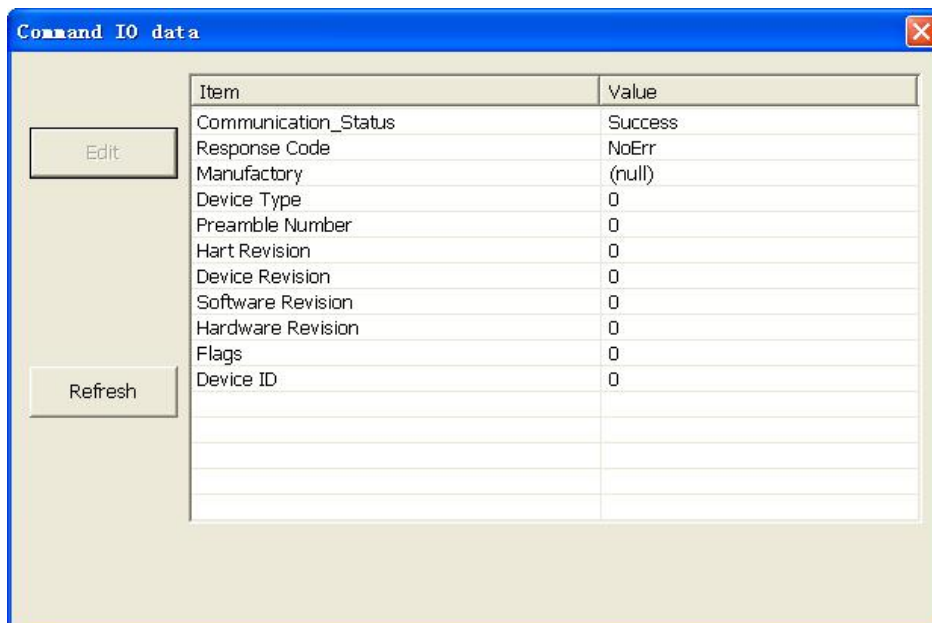 Command IO data
Item Value
Communication_Status Success
Edit
Response Code NoErr
Manufactory (null)
Device Type 0
Preamble Number 0
Hart Revision 0
Device Revision 0
Software Revision 0
Hardware Revision 0
Flags 0
Device ID 0
Refresh